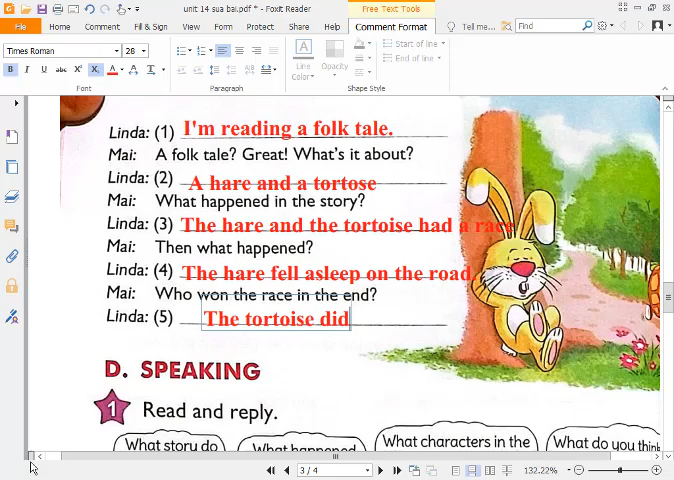 unit 14 sua bai.pdf * - Foxit Reader
Free Text Tools
File Home Comment Fill & Sign View Form Protect Share Connect Help Comment Format Tell me... Find
Times Roman 28
B I U abc X² X₂ A T
Font
Paragraph
Line Color
Opacity
Start of line
End of line
Shape Style
Linda: (1) I'm reading a folk tale.
Mai: A folk tale? Great! What's it about?
Linda: (2) A hare and a tortose
Mai: What happened in the story?
Linda: (3) The hare and the tortoise had a race
Mai: Then what happened?
Linda: (4) The hare fell asleep on the road
Mai: Who won the race in the end?
Linda: (5) The tortoise did
D. SPEAKING
1 Read and reply.
What story do
What happened
What characters in the
What do you think
3 / 4
132.22%